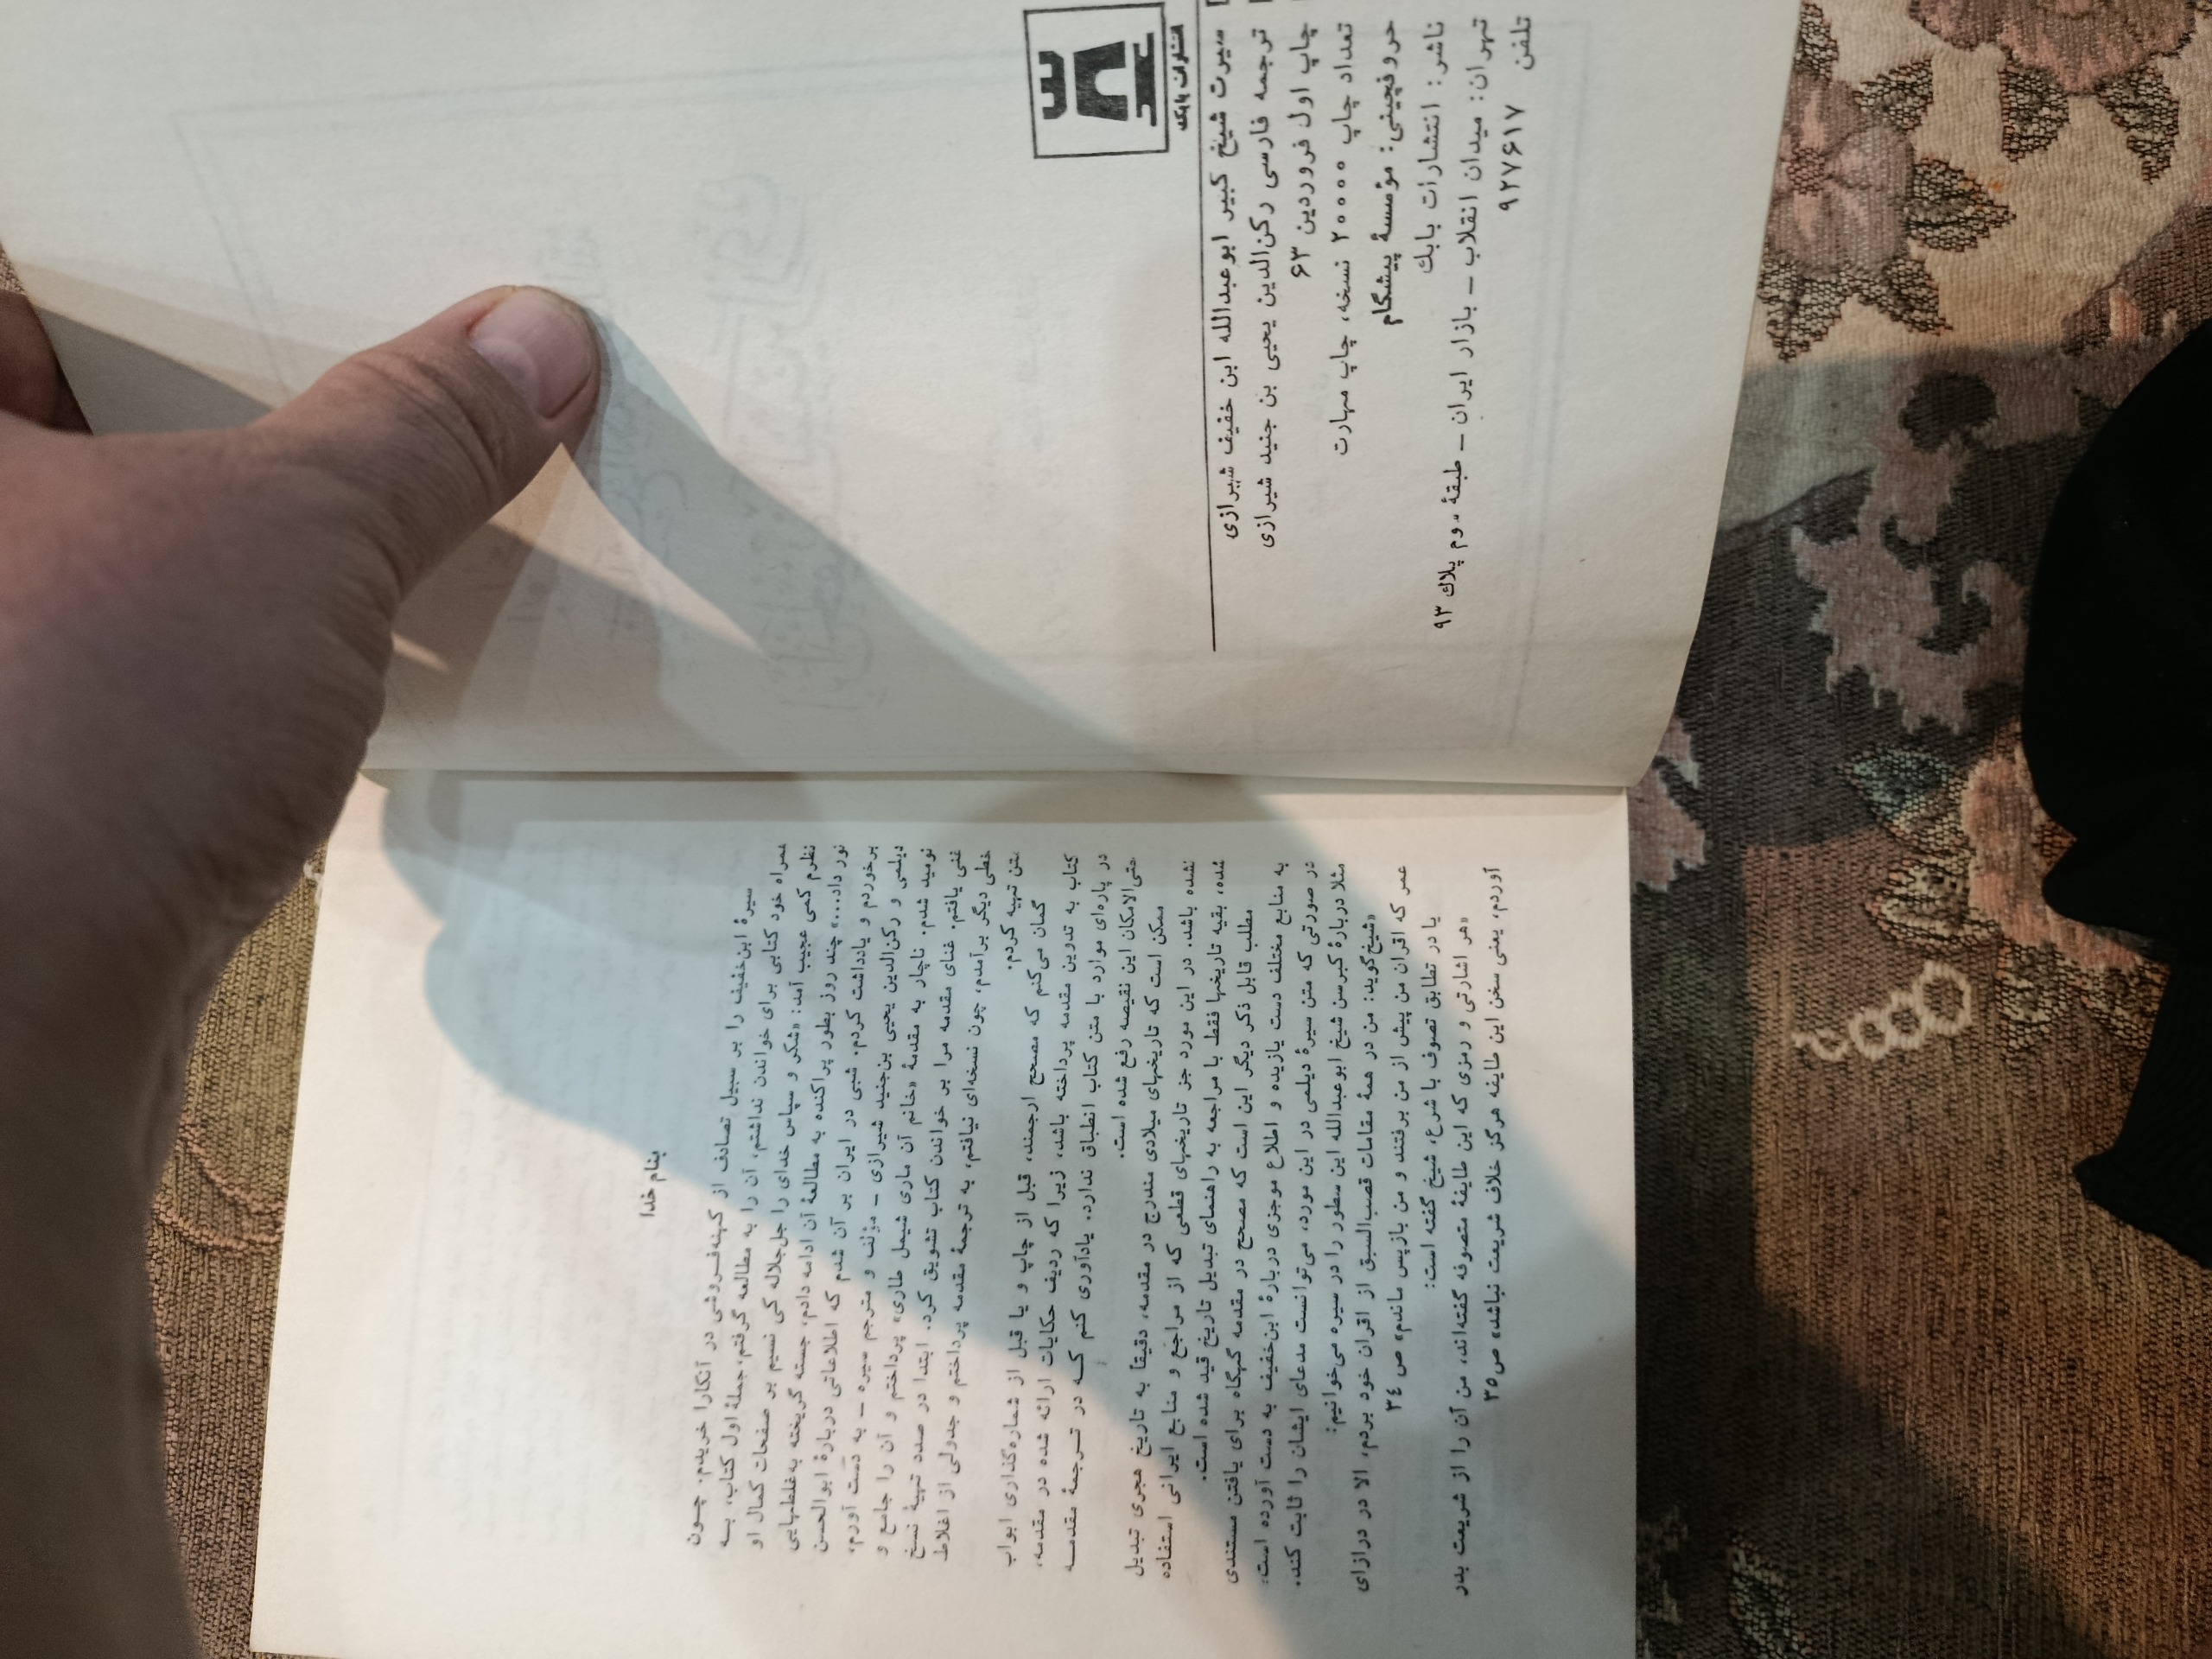 انتشارات بابک
سیرت شیخ کبیر ابوعبدالله ابن خفیف شیرازی
ترجمه فارسی رکن‌الدین یحیی بن جنید شیرازی
چاپ اول فروردین ۶۳
تعداد چاپ ۲۰۰۰۰ نسخه، چاپ مهارت
حروفچینی: مؤسسهٔ پیشگام
ناشر: انتشارات بابک
تهران: میدان انقلاب – بازار ایران – طبقهٔ دوم پلاک ۹۳
تلفن ۹۲۷۶۱۷
بنام خدا
سیرهٔ ابن‌خفیف را بر سبیل تصادف از کهنه‌فروشی در آنکارا خریدم. چون
همراه خود کتابی برای خواندن نداشتم، آن را به مطالعه گرفتم، جملهٔ اول کتاب، به
نظرم کمی عجیب آمد: «شکر و سپاس خدای را جل‌جلاله کی نسیم بر صفحات کمال او
نور داد...» چند روز بطور پراکنده به مطالعهٔ آن ادامه دادم، جسته گریخته به‌غلطهایی
برخوردم و یادداشت کردم. شبی در ایران بر آن شدم که اطلاعاتی دربارهٔ ابوالحسن
دیلمی و رکن‌الدین یحیی بن‌جنید شیرازی – مؤلف و مترجم سیره – به دست آورم،
نومید شدم. ناچار به مقدمهٔ «خانم آن ماری شیمل طاری» پرداختم و آن را جامع و
غنی یافتم. غنای مقدمه مرا بر خواندن کتاب تشویق کرد. ابتدا در صدد تهیهٔ نسخ
خطی دیگر برآمدم، چون نسخه‌ای نیافتم، به ترجمهٔ مقدمه پرداختم و جدولی از اغلاط
متن تهیه کردم.
گمان می‌کنم که مصحح ارجمند، قبل از چاپ و یا قبل از شماره‌گذاری ابواب
کتاب به تدوین مقدمه پرداخته باشد، زیرا که ردیف حکایات ارائه شده در مقدمه،
در پاره‌ای موارد با متن کتاب انطباق ندارد. یادآوری کنم که در ترجمهٔ مقدمه
حتی‌الامکان این نقیصه رفع شده است.
ممکن است که تاریخهای میلادی مندرج در مقدمه، دقیقاً به تاریخ هجری تبدیل
نشده باشد. در این مورد جز تاریخهای قطعی که از مراجع و منابع ایرانی استفاده
شده، بقیه تاریخها فقط با مراجعه به راهنمای تبدیل تاریخ قید شده است.
مطلب قابل ذکر دیگر این است که مصحح در مقدمه گهگاه برای یافتن مستندی
به منابع مختلف دست یازیده و اطلاع موجزی دربارهٔ ابن‌خفیف به دست آورده است،
در صورتی که متن سیرهٔ دیلمی در این مورد، می‌توانست مدعای ایشان را ثابت کند.
مثلا دربارهٔ کبرسن شیخ ابوعبدالله این سطور را در سیره می‌خوانیم:
«شیخ گوید: من در همهٔ مقامات قصب‌السبق از اقران خود بردم، الا در درازای
عمر که اقران من پیش از من برفتند و من بازپس ماندم» ص ۳٤
یا در تطابق تصوف با شرع، شیخ گفته است:
«هر اشارتی و رمزی که این طایفهٔ متصوفه گفته‌اند، من آن را از شریعت بدر
آوردم، یعنی سخن این طایفه هرگز خلاف شریعت نباشد» ص ۳۵